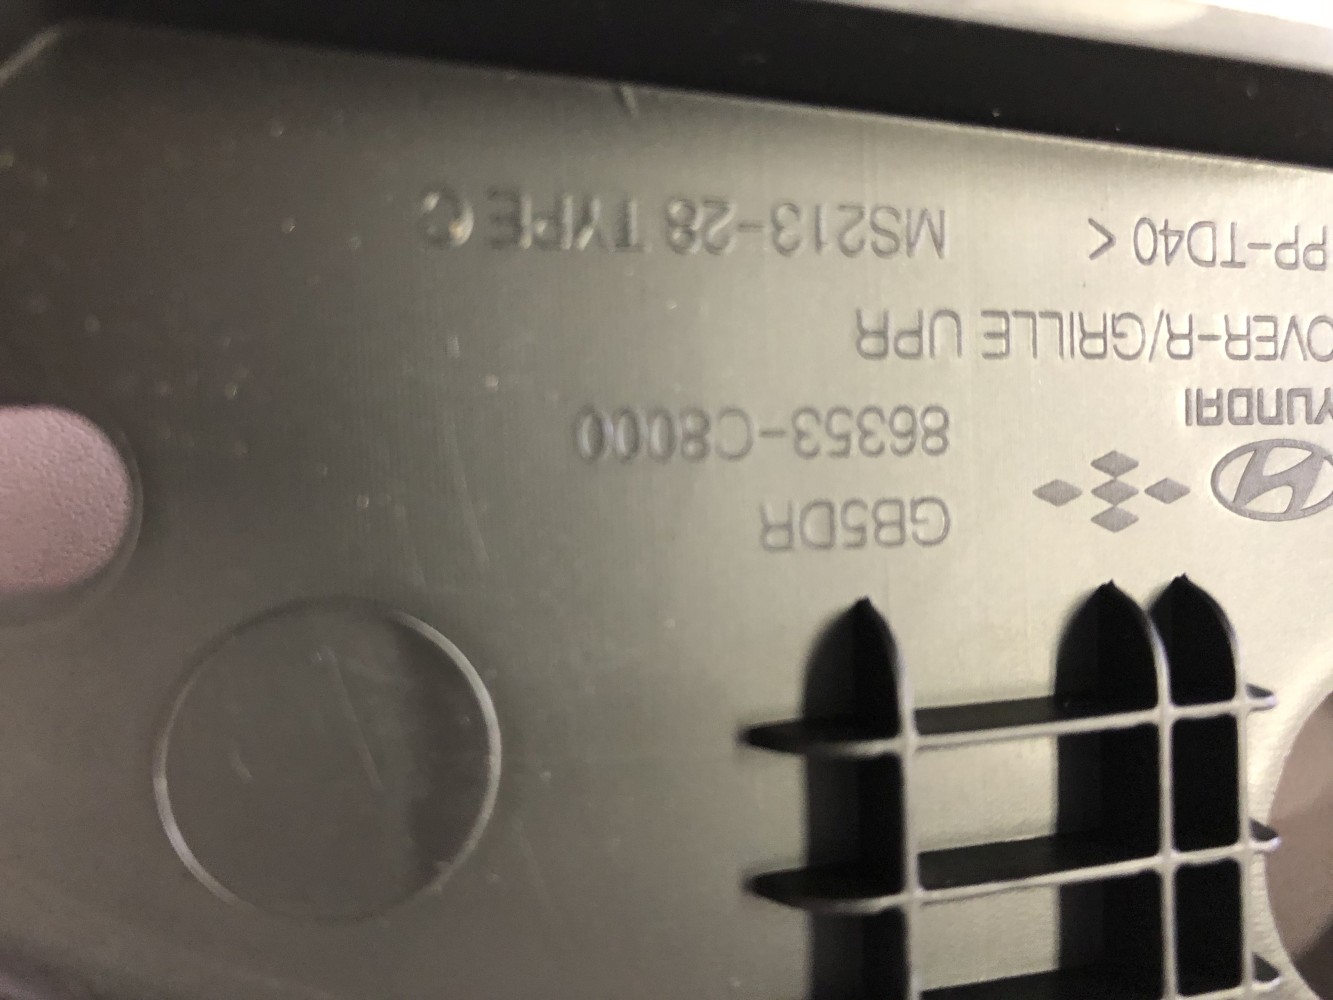 GB5DR
YUNDAI
86353-C8000
OVER-R/GRILLE UPR
PP-TD40 <
MS213-28 TYPE C